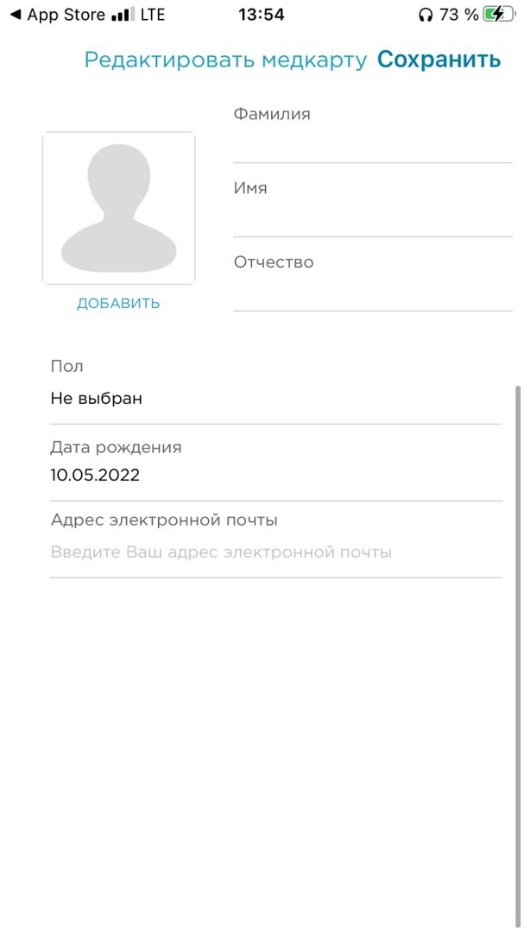 ◀ App Store LTE 13:54 73 %
Редактировать медкарту Сохранить
Фамилия
Имя
Отчество
ДОБАВИТЬ
Пол
Не выбран
Дата рождения
10.05.2022
Адрес электронной почты
Введите Ваш адрес электронной почты